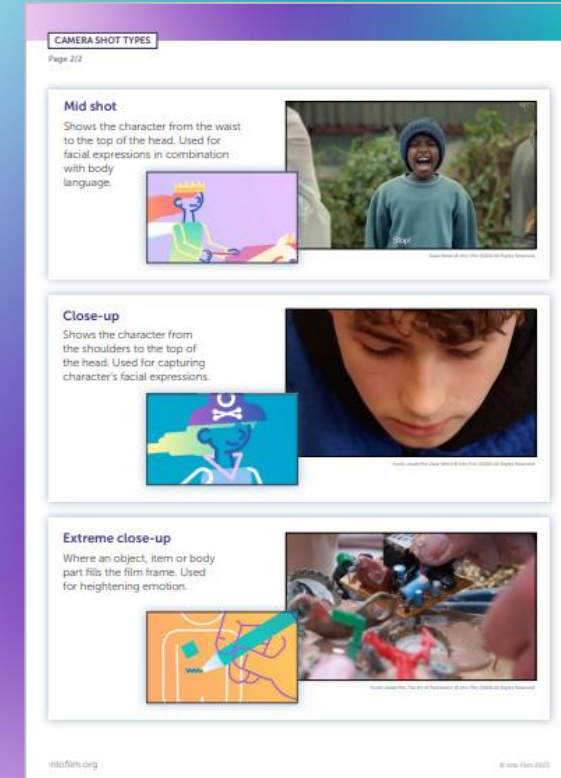 CAMERA SHOT TYPES
Page 2/2
Mid shot
Shows the character from the waist
to the top of the head. Used for
facial expressions in combination
with body
language.
Stop!
Close-up
Shows the character from
the shoulders to the top of
the head. Used for capturing
character's facial expressions.
Extreme close-up
Where an object, item or body
part fills the film frame. Used
for heightening emotion.
intofilm.org
© Into Film